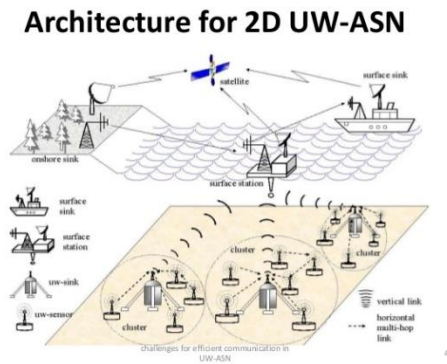 Architecture for 2D UW-ASN
surface sink
satellite
onshore sink
surface station
surface
sink
surface
station
uw-sink
uw-sensor
cluster
cluster
cluster
vertical link
horizontal
multi-hop
link
challenges for efficient communication in
UW-ASN